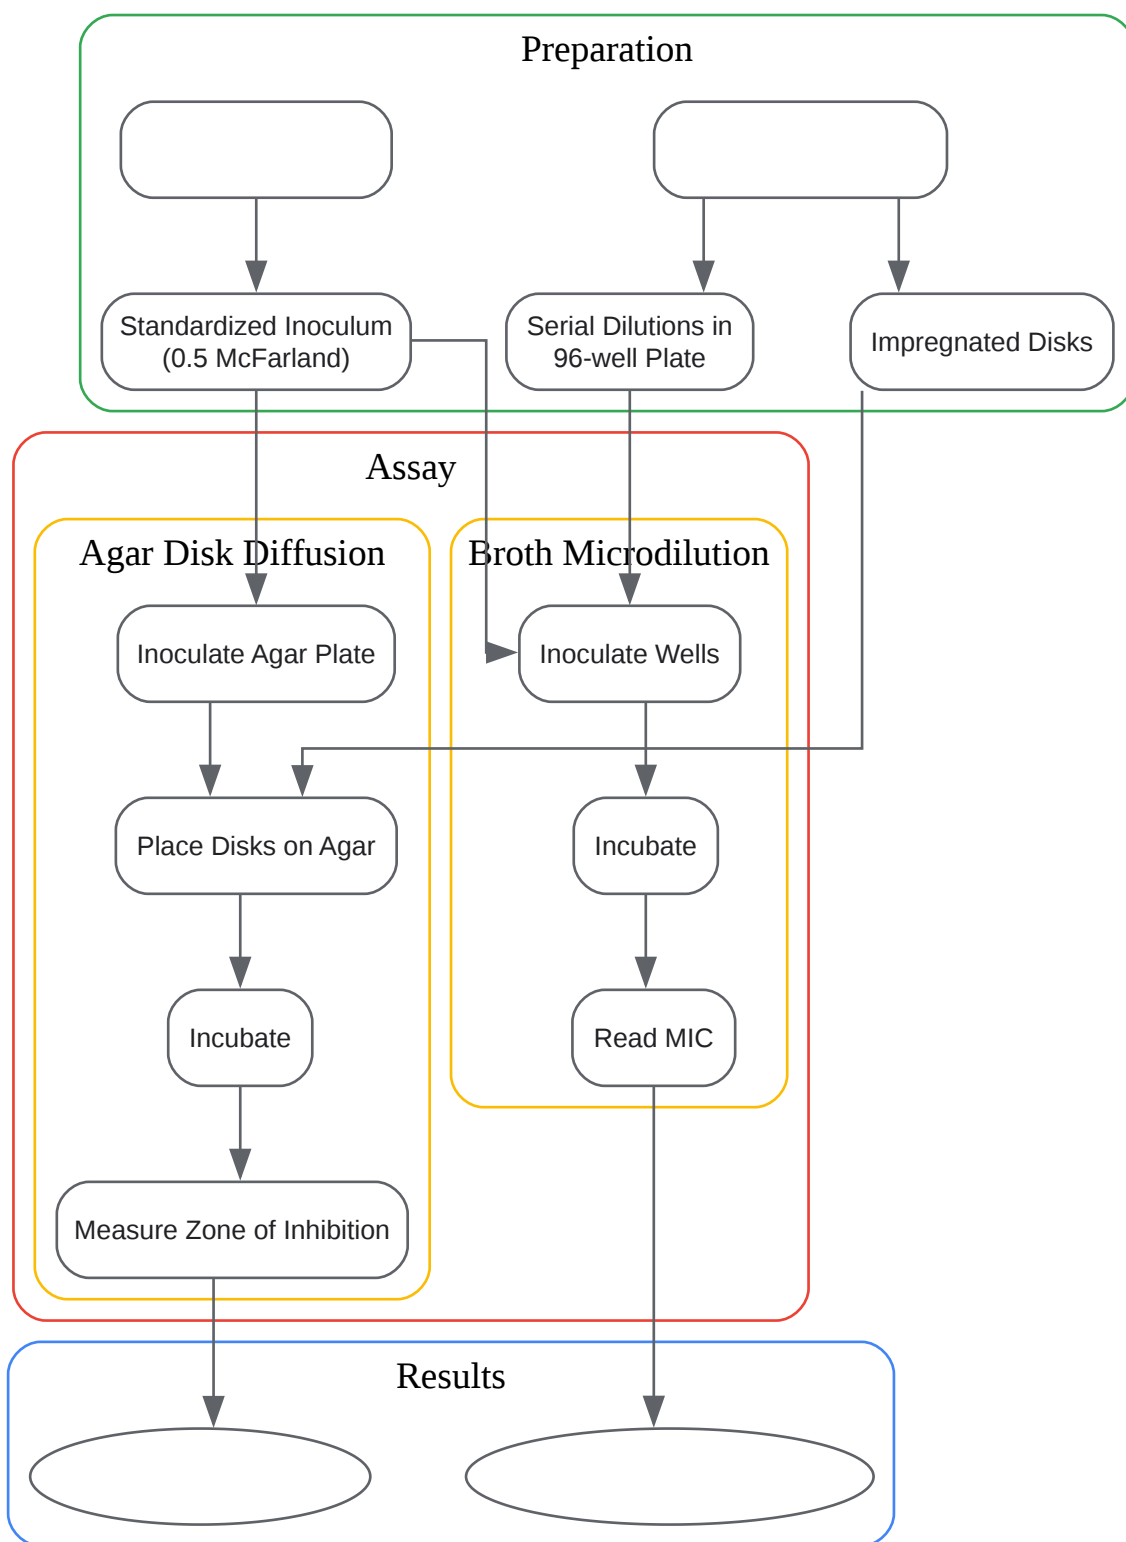 Preparation
Standardized Inoculum
(0.5 McFarland)
Serial Dilutions in
96-well Plate
Impregnated Disks
Assay
Agar Disk Diffusion
Broth Microdilution
Inoculate Agar Plate
Inoculate Wells
Place Disks on Agar
Incubate
Incubate
Read MIC
Measure Zone of Inhibition
Results